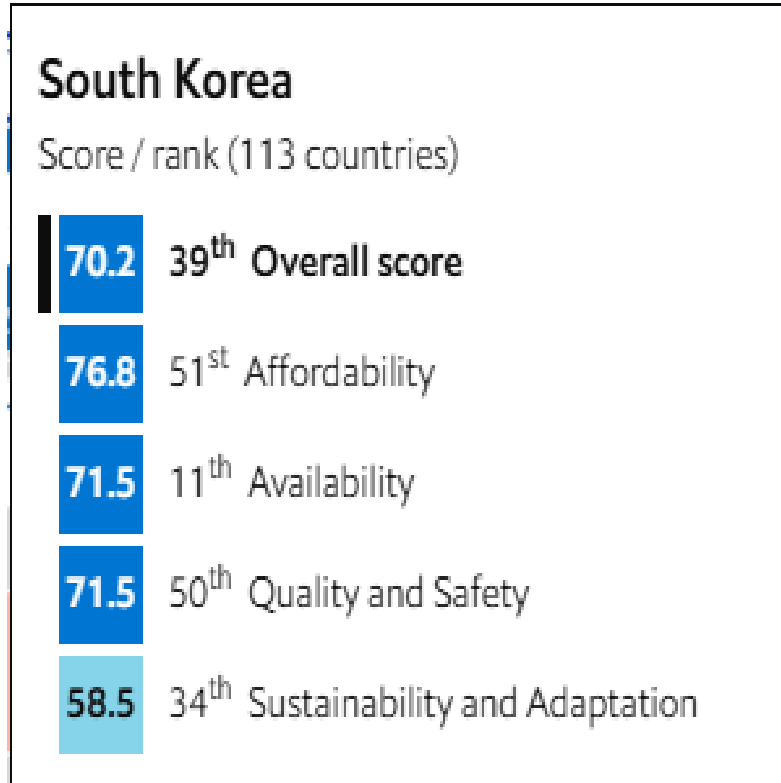 South Korea
Score / rank (113 countries)
70.2 39th Overall score
76.8 51st Affordability
71.5 11th Availability
71.5 50th Quality and Safety
58.5 34th Sustainability and Adaptation